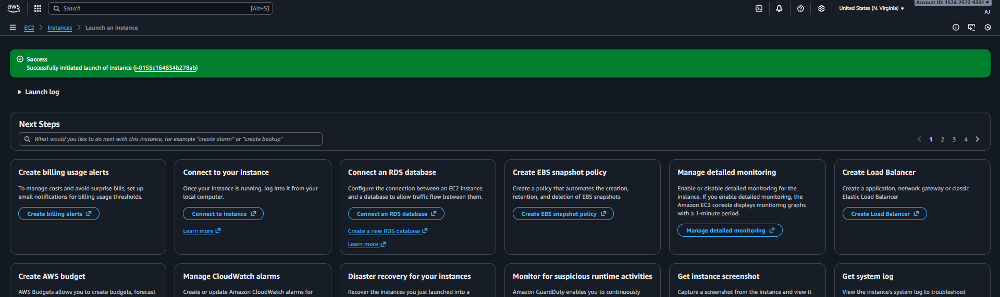 aws
Search [Alt+S]
United States (N. Virginia)
Account ID: 1574-2572-9331
AJ
EC2 Instances Launch an instance
Success
Successfully initiated launch of instance (i-0155c164834b278ab)
Launch log
Next Steps
What would you like to do next with this instance, for example “create alarm” or “create backup”
1 2 3 4
Create billing usage alerts
To manage costs and avoid surprise bills, set up
email notifications for billing usage thresholds.
Create billing alerts
Connect to your instance
Once your instance is running, log into it from your
local computer.
Connect to instance
Learn more
Connect an RDS database
Configure the connection between an EC2 instance
and a database to allow traffic flow between them.
Connect an RDS database
Create a new RDS database
Learn more
Create EBS snapshot policy
Create a policy that automates the creation,
retention, and deletion of EBS snapshots
Create EBS snapshot policy
Manage detailed monitoring
Enable or disable detailed monitoring for the
instance. If you enable detailed monitoring, the
Amazon EC2 console displays monitoring graphs
with a 1-minute period.
Manage detailed monitoring
Create Load Balancer
Create a application, network gateway or classic
Elastic Load Balancer
Create Load Balancer
Create AWS budget
AWS Budgets allows you to create budgets, forecast
Manage CloudWatch alarms
Create or update Amazon CloudWatch alarms for
Disaster recovery for your instances
Recover the instances you just launched into a
Monitor for suspicious runtime activities
Amazon GuardDuty enables you to continuously
Get instance screenshot
Capture a screenshot from the instance and view it
Get system log
View the instance's system log to troubleshoot